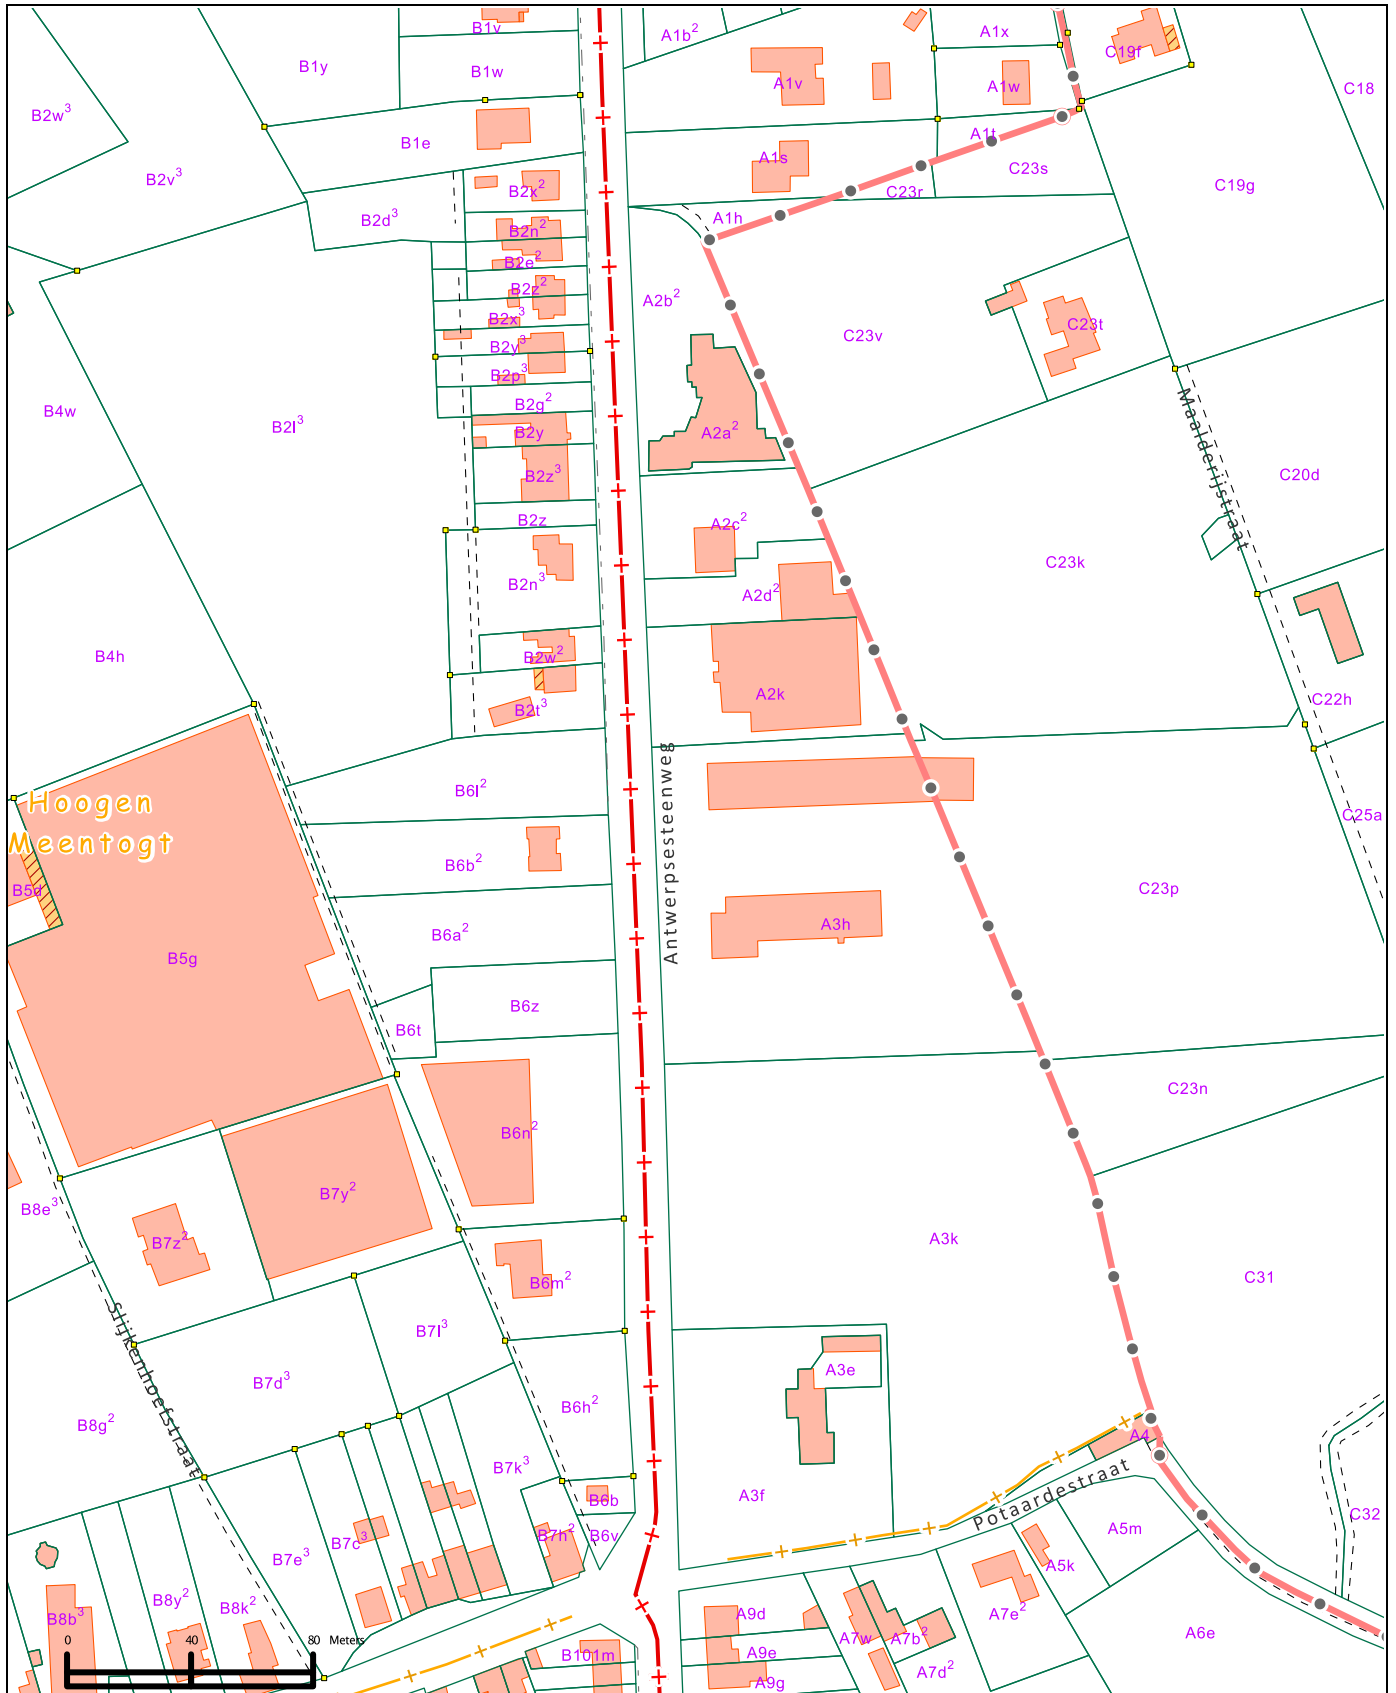 B1v
A1b²
A1x
C19f
B1y
B1w
A1v
A1w
C18
B2w³
B1e
A1t
B2v³
A1s
C23s
C19g
B2x²
C23r
B2d³
A1h
B2n²
B2e²
B2z²
A2b²
B2x³
C23v
C23t
B2y³
B2p³
B4w
B2g²
B2l³
B2y
A2a²
Maalderijstraat
B2z³
C20d
B2z
A2c²
C23k
B2n³
A2d²
B4h
B2w²
A2k
C22h
B2t³
Antwerpsesteenweg
B6l²
Hoogen
Meentogt
C25a
B6b²
B5d
C23p
A3h
B6a²
B5g
B6z
B6t
C23n
B6n²
B7y²
B8e³
B7z²
A3k
C31
B6m²
Slijkenhoefstraat
B7l³
A3e
B7d³
B6h²
B8g²
A4
B7k³
Potaardestraat
A3f
B6b
C32
A5m
B7c³
B7h²
B6v
B7e³
A5k
B8y²
B8k²
B8b³
A9d
A7e²
A7w
A7b²
A6e
0 40 80 Meters
B101m
A9e
A7d²
A9g